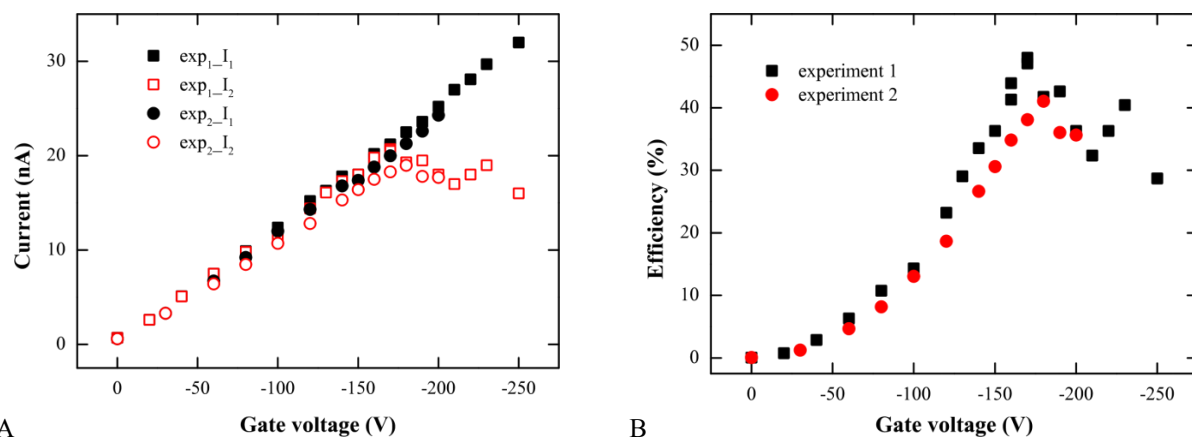 30
20
10
0
Current (nA)
exp₁_I₁
exp₁_I₂
exp₂_I₁
exp₂_I₂
0 -50 -100 -150 -200 -250
Gate voltage (V)
A
50
40
30
20
10
0
Efficiency (%)
experiment 1
experiment 2
0 -50 -100 -150 -200 -250
Gate voltage (V)
B